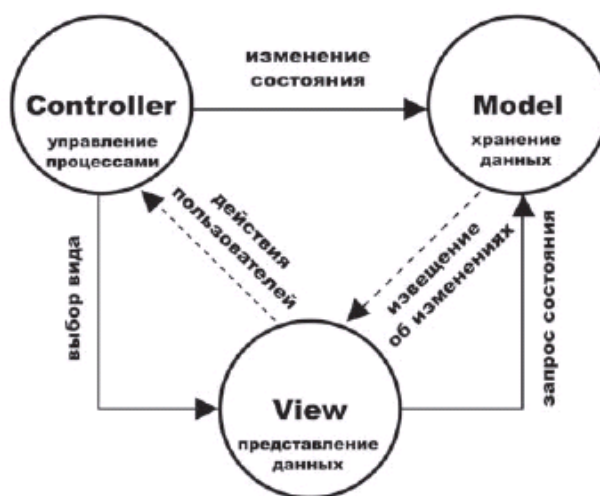 изменение
состояния
Controller
управление
процессами
Model
хранение
данных
действия
пользователей
извещение
об изменениях
выбор вида
запрос состояния
View
представление
данных